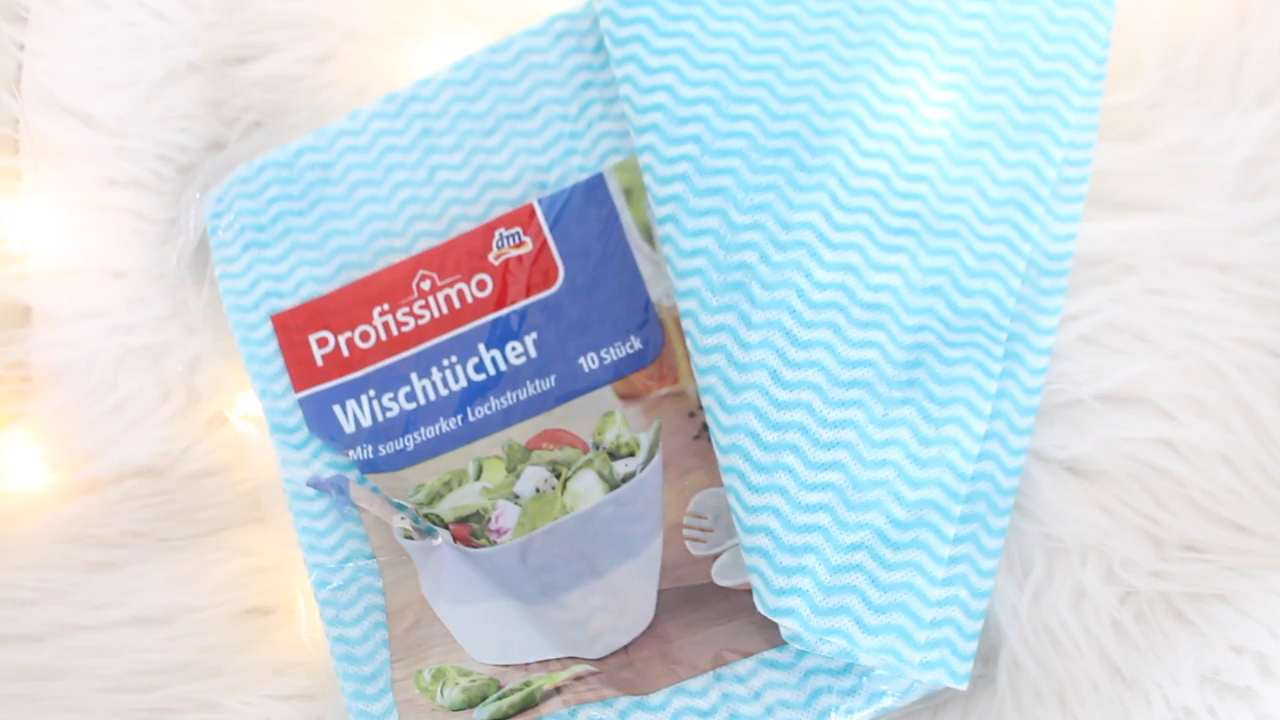 dm
Profissimo
Wischtücher
10 Stück
Mit saugstarker Lochstruktur